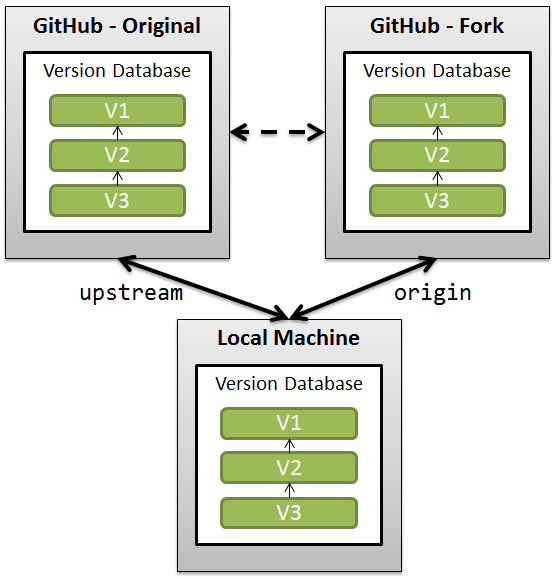 GitHub - Original
Version Database
V1
V2
V3
GitHub - Fork
Version Database
V1
V2
V3
upstream
origin
Local Machine
Version Database
V1
V2
V3